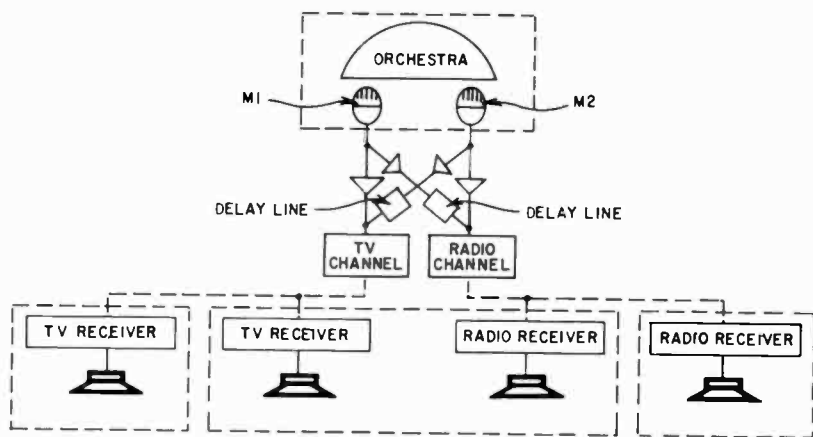 ORCHESTRA
M1
M2
DELAY LINE
DELAY LINE
TV
CHANNEL
RADIO
CHANNEL
TV RECEIVER
TV RECEIVER
RADIO RECEIVER
RADIO RECEIVER